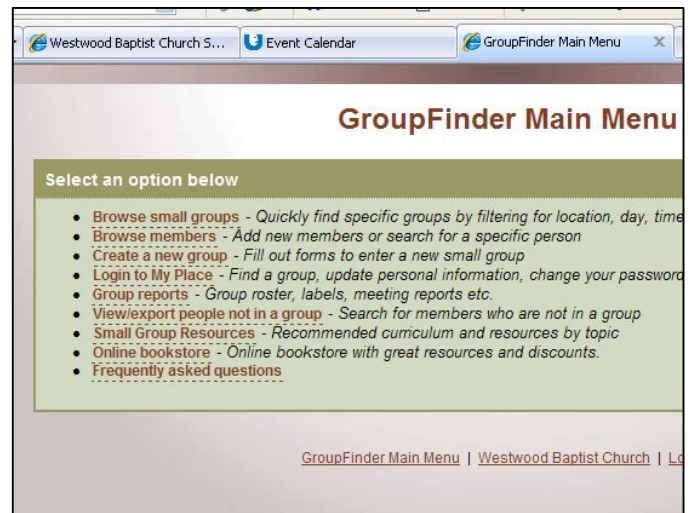 Westwood Baptist Church S... Event Calendar GroupFinder Main Menu X
GroupFinder Main Menu
Select an option below
• Browse small groups - Quickly find specific groups by filtering for location, day, time
• Browse members - Add new members or search for a specific person
• Create a new group - Fill out forms to enter a new small group
• Login to My Place - Find a group, update personal information, change your password
• Group reports - Group roster, labels, meeting reports etc.
• View/export people not in a group - Search for members who are not in a group
• Small Group Resources - Recommended curriculum and resources by topic
• Online bookstore - Online bookstore with great resources and discounts.
• Frequently asked questions
GroupFinder Main Menu | Westwood Baptist Church |